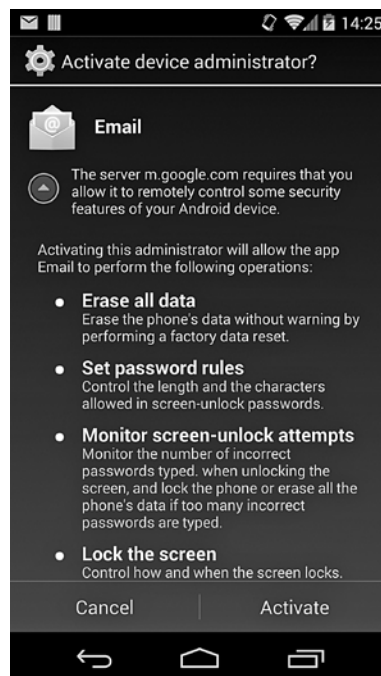 14:25
Activate device administrator?
Email
The server m.google.com requires that you
allow it to remotely control some security
features of your Android device.
Activating this administrator will allow the app
Email to perform the following operations:
• Erase all data
Erase the phone's data without warning by
performing a factory data reset.
• Set password rules
Control the length and the characters
allowed in screen-unlock passwords.
• Monitor screen-unlock attempts
Monitor the number of incorrect
passwords typed. when unlocking the
screen, and lock the phone or erase all the
phone's data if too many incorrect
passwords are typed.
• Lock the screen
Control how and when the screen locks.
Cancel Activate